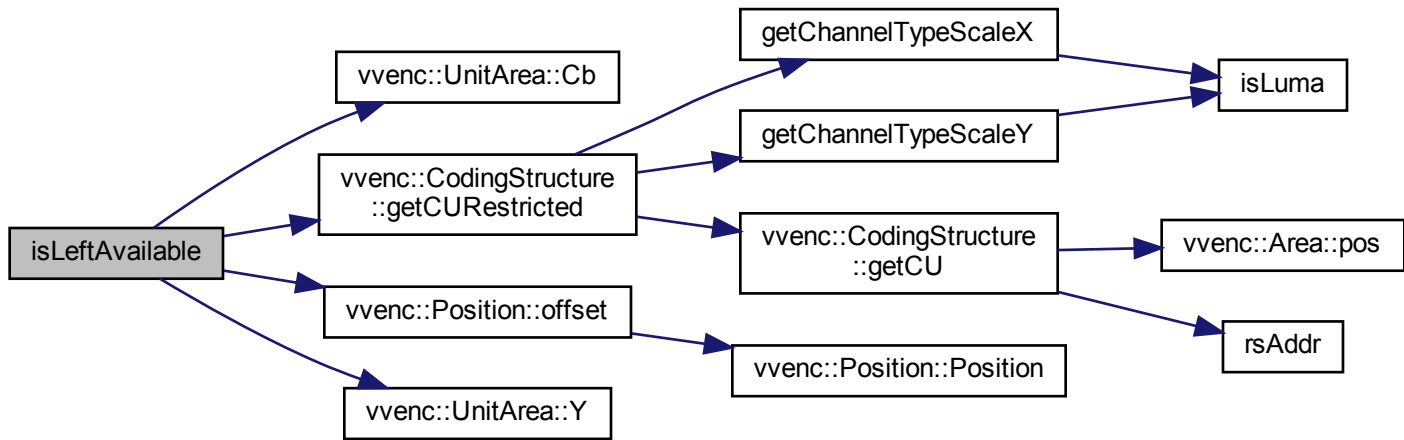 isLeftAvailable
vvenc::UnitArea::Cb
vvenc::CodingStructure
::getCURestricted
vvenc::Position::offset
vvenc::UnitArea::Y
getChannelTypeScaleX
getChannelTypeScaleY
vvenc::CodingStructure
::getCU
vvenc::Position::Position
isLuma
vvenc::Area::pos
rsAddr